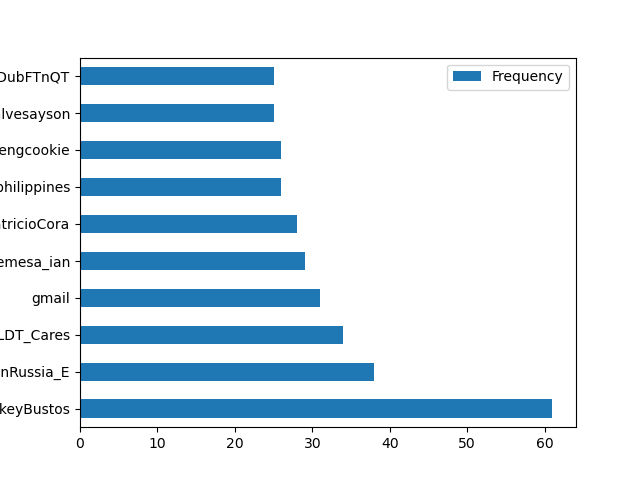 Frequency
DubFTnQT
lvesayson
engcookie
philippines
tricioCora
emesa_ian
gmail
LDT_Cares
nRussia_E
keyBustos
0 10 20 30 40 50 60